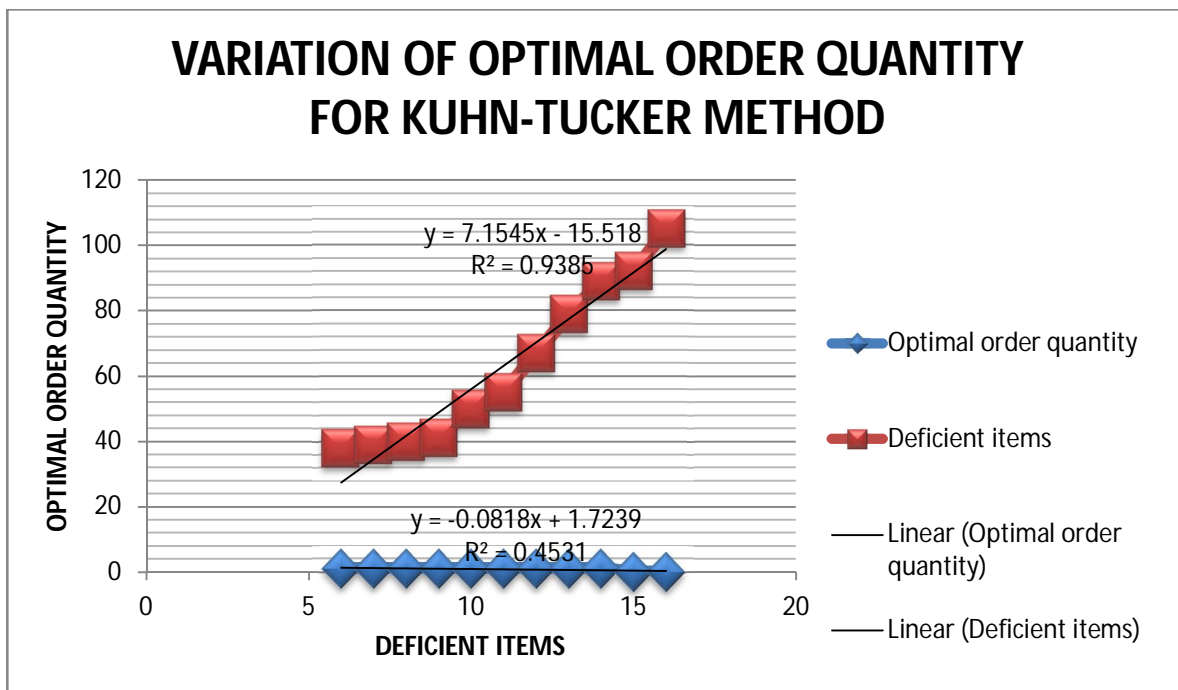 VARIATION OF OPTIMAL ORDER QUANTITY
FOR KUHN-TUCKER METHOD
OPTIMAL ORDER QUANTITY
120
100
80
60
40
20
0
y = 7.1545x - 15.518
R² = 0.9385
y = -0.0818x + 1.7239
R² = 0.4531
0
5
10
15
20
DEFICIENT ITEMS
Optimal order quantity
Deficient items
Linear (Optimal order
quantity)
Linear (Deficient items)